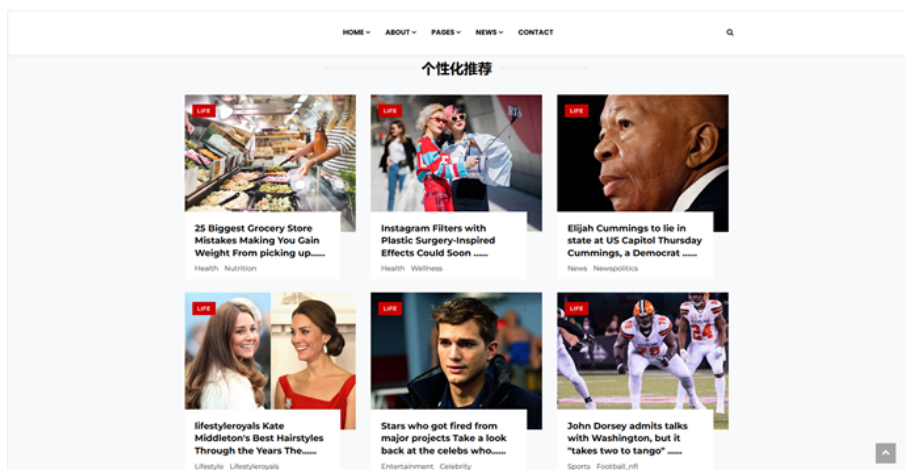 HOME ABOUT PAGES NEWS CONTACT
个性化推荐
LIFE
25 Biggest Grocery Store
Mistakes Making You Gain
Weight From picking up......
Health Nutrition
LIFE
Instagram Filters with
Plastic Surgery-Inspired
Effects Could Soon ......
Health Wellness
LIFE
Elijah Cummings to lie in
state at US Capitol Thursday
Cummings, a Democrat ......
News Newspolitics
LIFE
lifestyleroyals Kate
Middleton's Best Hairstyles
Through the Years The......
Lifestyle Lifestyleroyals
LIFE
Stars who got fired from
major projects Take a look
back at the celebs who......
Entertainment Celebrity
LIFE
John Dorsey admits talks
with Washington, but it
"takes two to tango" ......
Sports Football_nfl